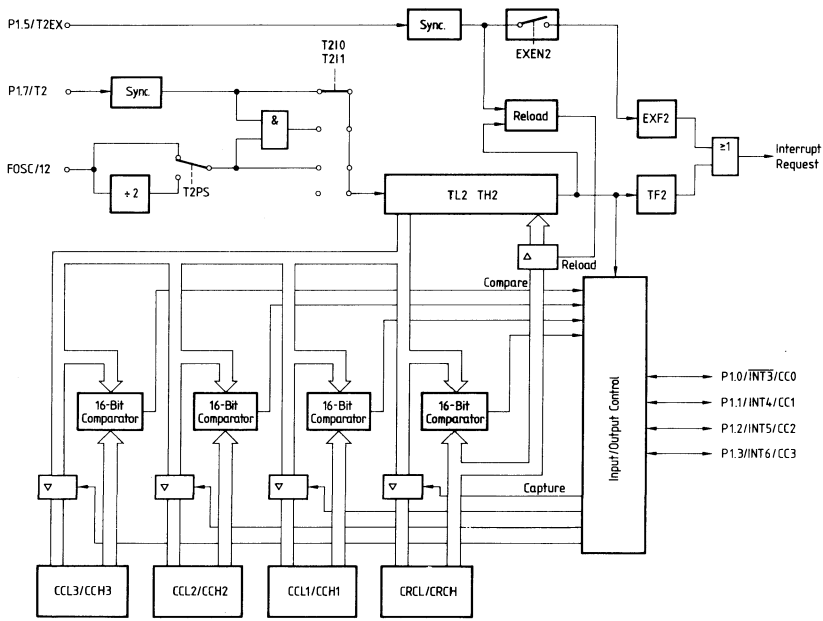 P1.5/T2EX
Sync.
EXEN2
T2I0
T2I1
P1.7/T2
Sync.
&
Reload
EXF2
≥1
Interrupt
Request
FOSC/12
÷ 2
T2PS
TL2 TH2
TF2
Reload
Compare
16-Bit
Comparator
16-Bit
Comparator
16-Bit
Comparator
16-Bit
Comparator
Input/Output Control
P1.0/INT3/CC0
P1.1/INT4/CC1
P1.2/INT5/CC2
P1.3/INT6/CC3
Capture
CCL3/CCH3
CCL2/CCH2
CCL1/CCH1
CRCL/CRCH